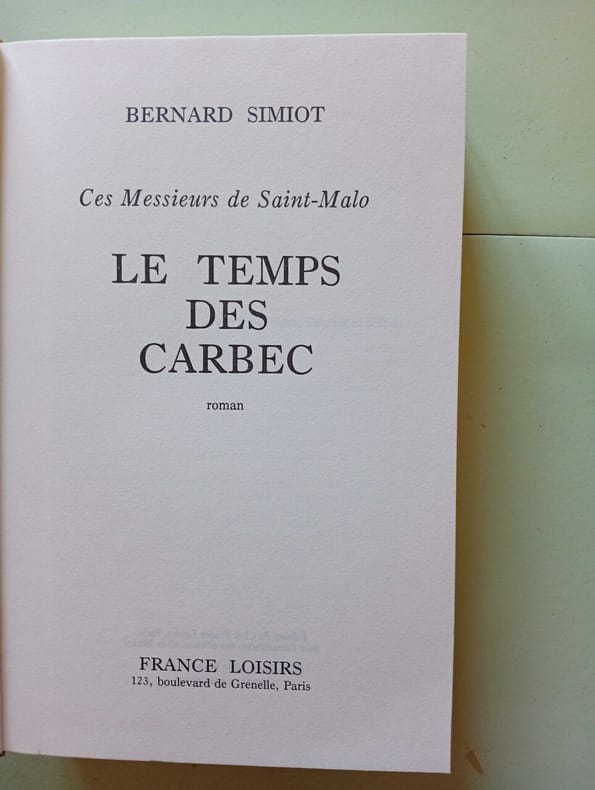 BERNARD SIMIOT
Ces Messieurs de Saint-Malo
LE TEMPS
DES
CARBEC
roman
FRANCE LOISIRS
123, boulevard de Grenelle, Paris